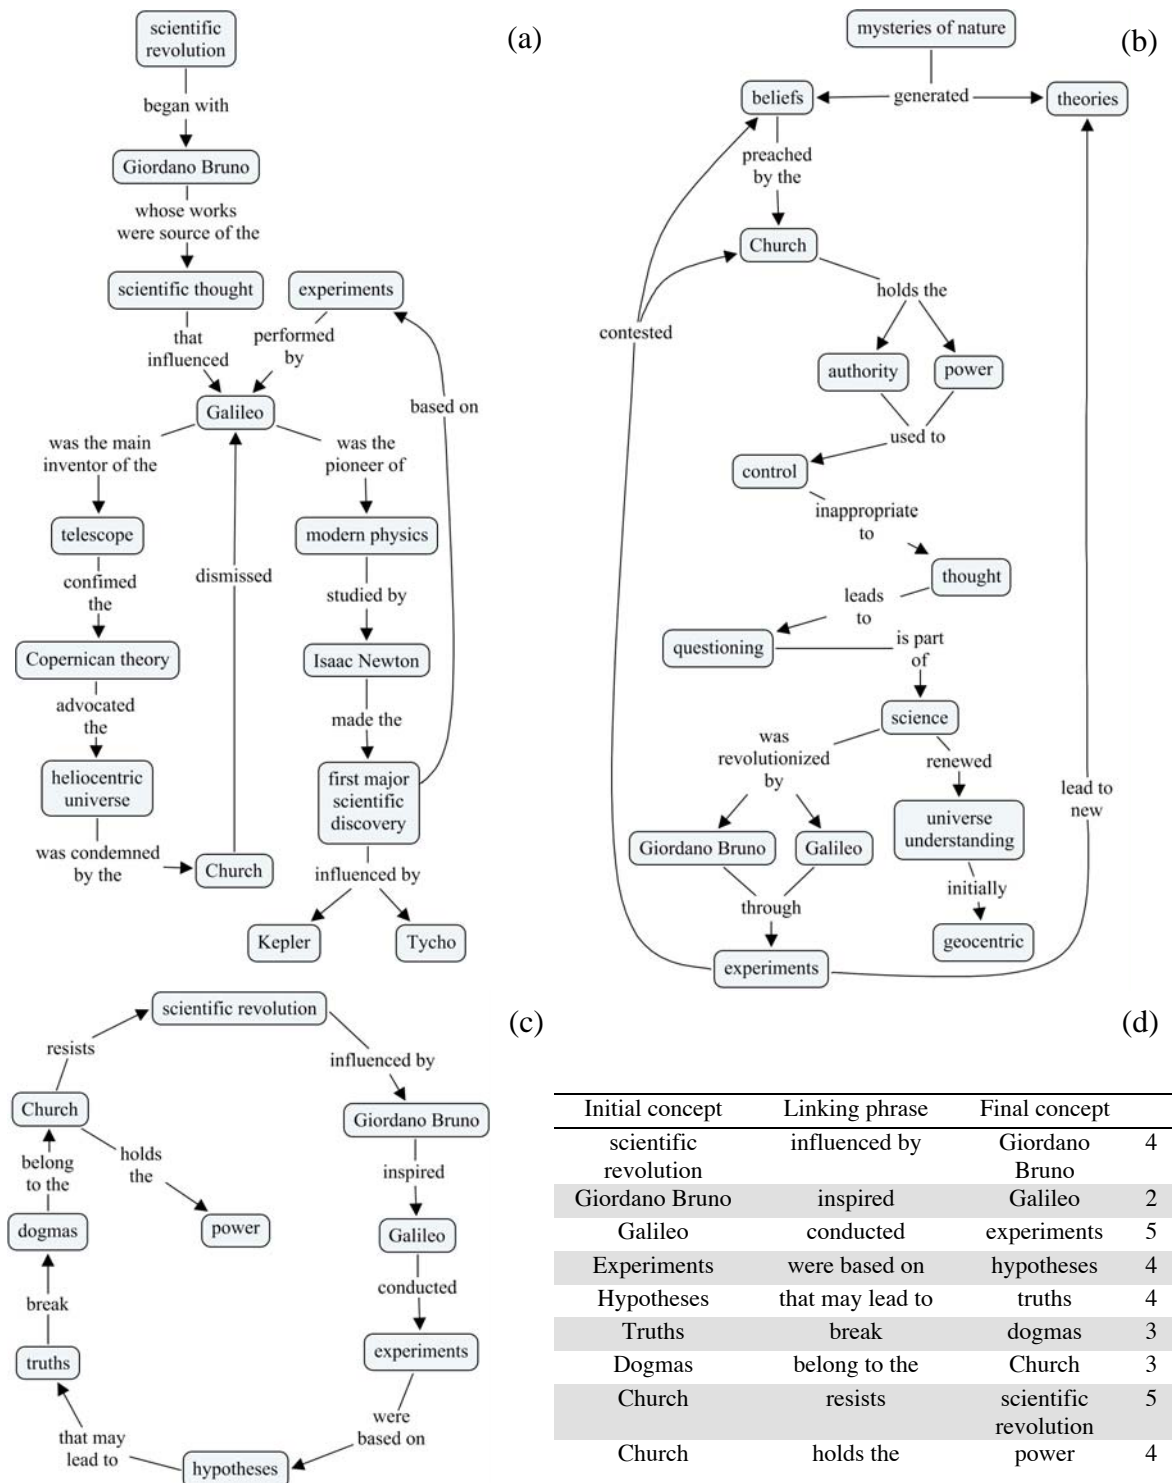 (a)
scientific
revolution
began with
Giordano Bruno
whose works
were source of the
scientific thought
experiments
that
influenced
performed
by
Galileo
based on
was the main
inventor of the
was the
pioneer of
telescope
modern physics
confimed
the
dismissed
studied by
Copernican theory
Isaac Newton
advocated
the
made the
heliocentric
universe
first major
scientific
discovery
was condemned
by the
Church
influenced by
Kepler
Tycho
(b)
mysteries of nature
beliefs
generated
theories
preached
by the
Church
holds the
contested
authority
power
used to
control
inappropriate
to
thought
leads
to
questioning
is part
of
science
was
revolutionized
by
renewed
lead to
new
universe
understanding
Giordano Bruno
Galileo
initially
through
geocentric
experiments
(c)
scientific revolution
resists
influenced by
Church
Giordano Bruno
belong
to the
holds
the
inspired
dogmas
power
Galileo
conducted
break
truths
experiments
were
based on
that may
lead to
hypotheses
(d)
Initial concept Linking phrase Final concept
scientific influenced by Giordano 4
revolution Bruno
Giordano Bruno inspired Galileo 2
Galileo conducted experiments 5
Experiments were based on hypotheses 4
Hypotheses that may lead to truths 4
Truths break dogmas 3
Dogmas belong to the Church 3
Church resists scientific 5
revolution
Church holds the power 4